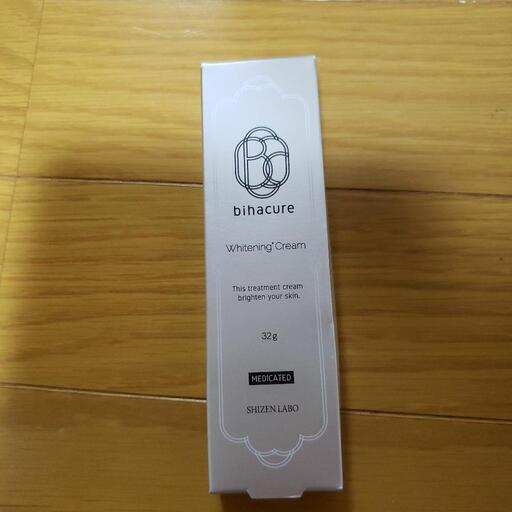 bihacure
Whitening* Cream
This treatment cream
brighten your skin.
32g
MEDICATED
SHIZEN LABO